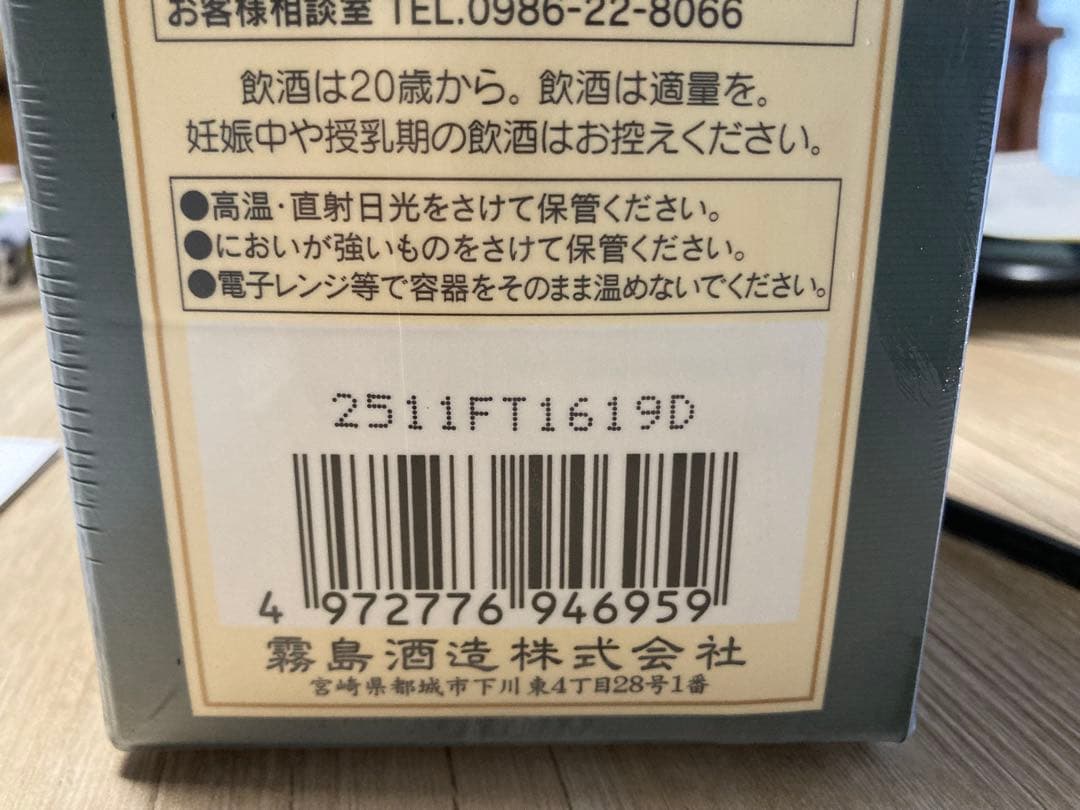 お客様相談室 TEL.0986-22-8066
飲酒は20歳から。飲酒は適量を。
妊娠中や授乳期の飲酒はお控えください。
●高温・直射日光をさけて保管ください。
●においが強いものをさけて保管ください。
●電子レンジ等で容器をそのまま温めないでください。
2511FT1619D
4 972776 946959
霧島酒造株式会社
宮崎県都城市下川東4丁目28号1番